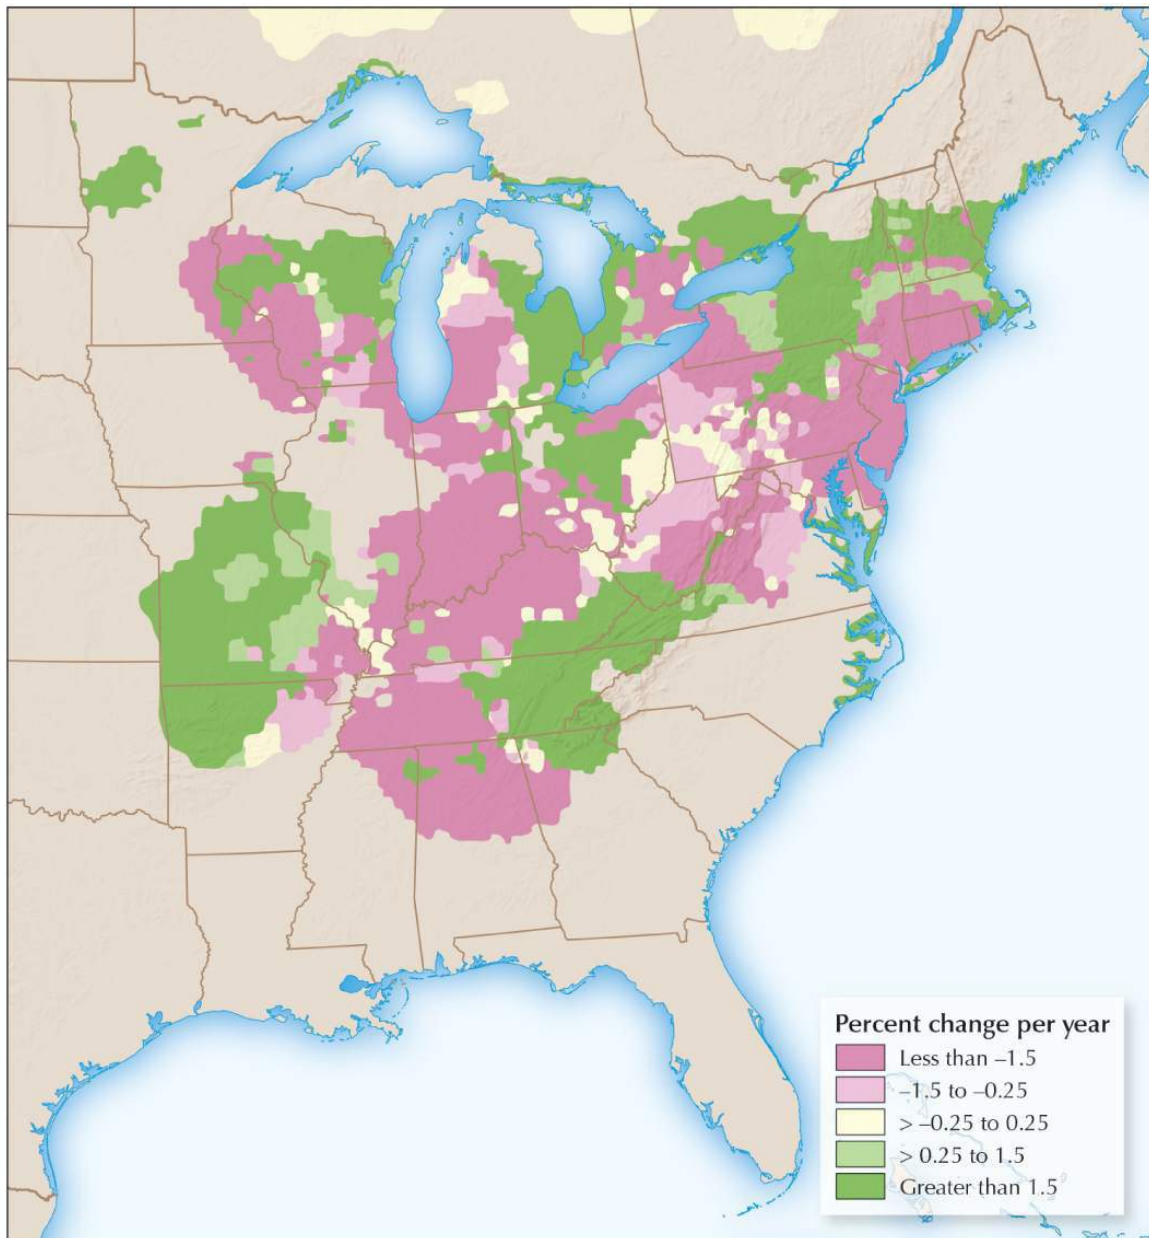 Percent change per year
Less than –1.5
–1.5 to –0.25
> –0.25 to 0.25
> 0.25 to 1.5
Greater than 1.5